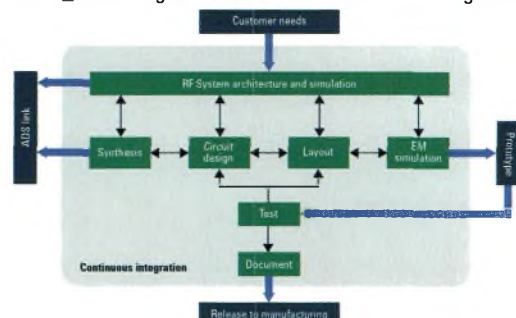 Customer needs
RF System architecture and simulation
ADS link
Synthesis
Circuit
design
Layout
EM
simulation
Prototype
Test
Continuous integration
Document
Release to manufacturing